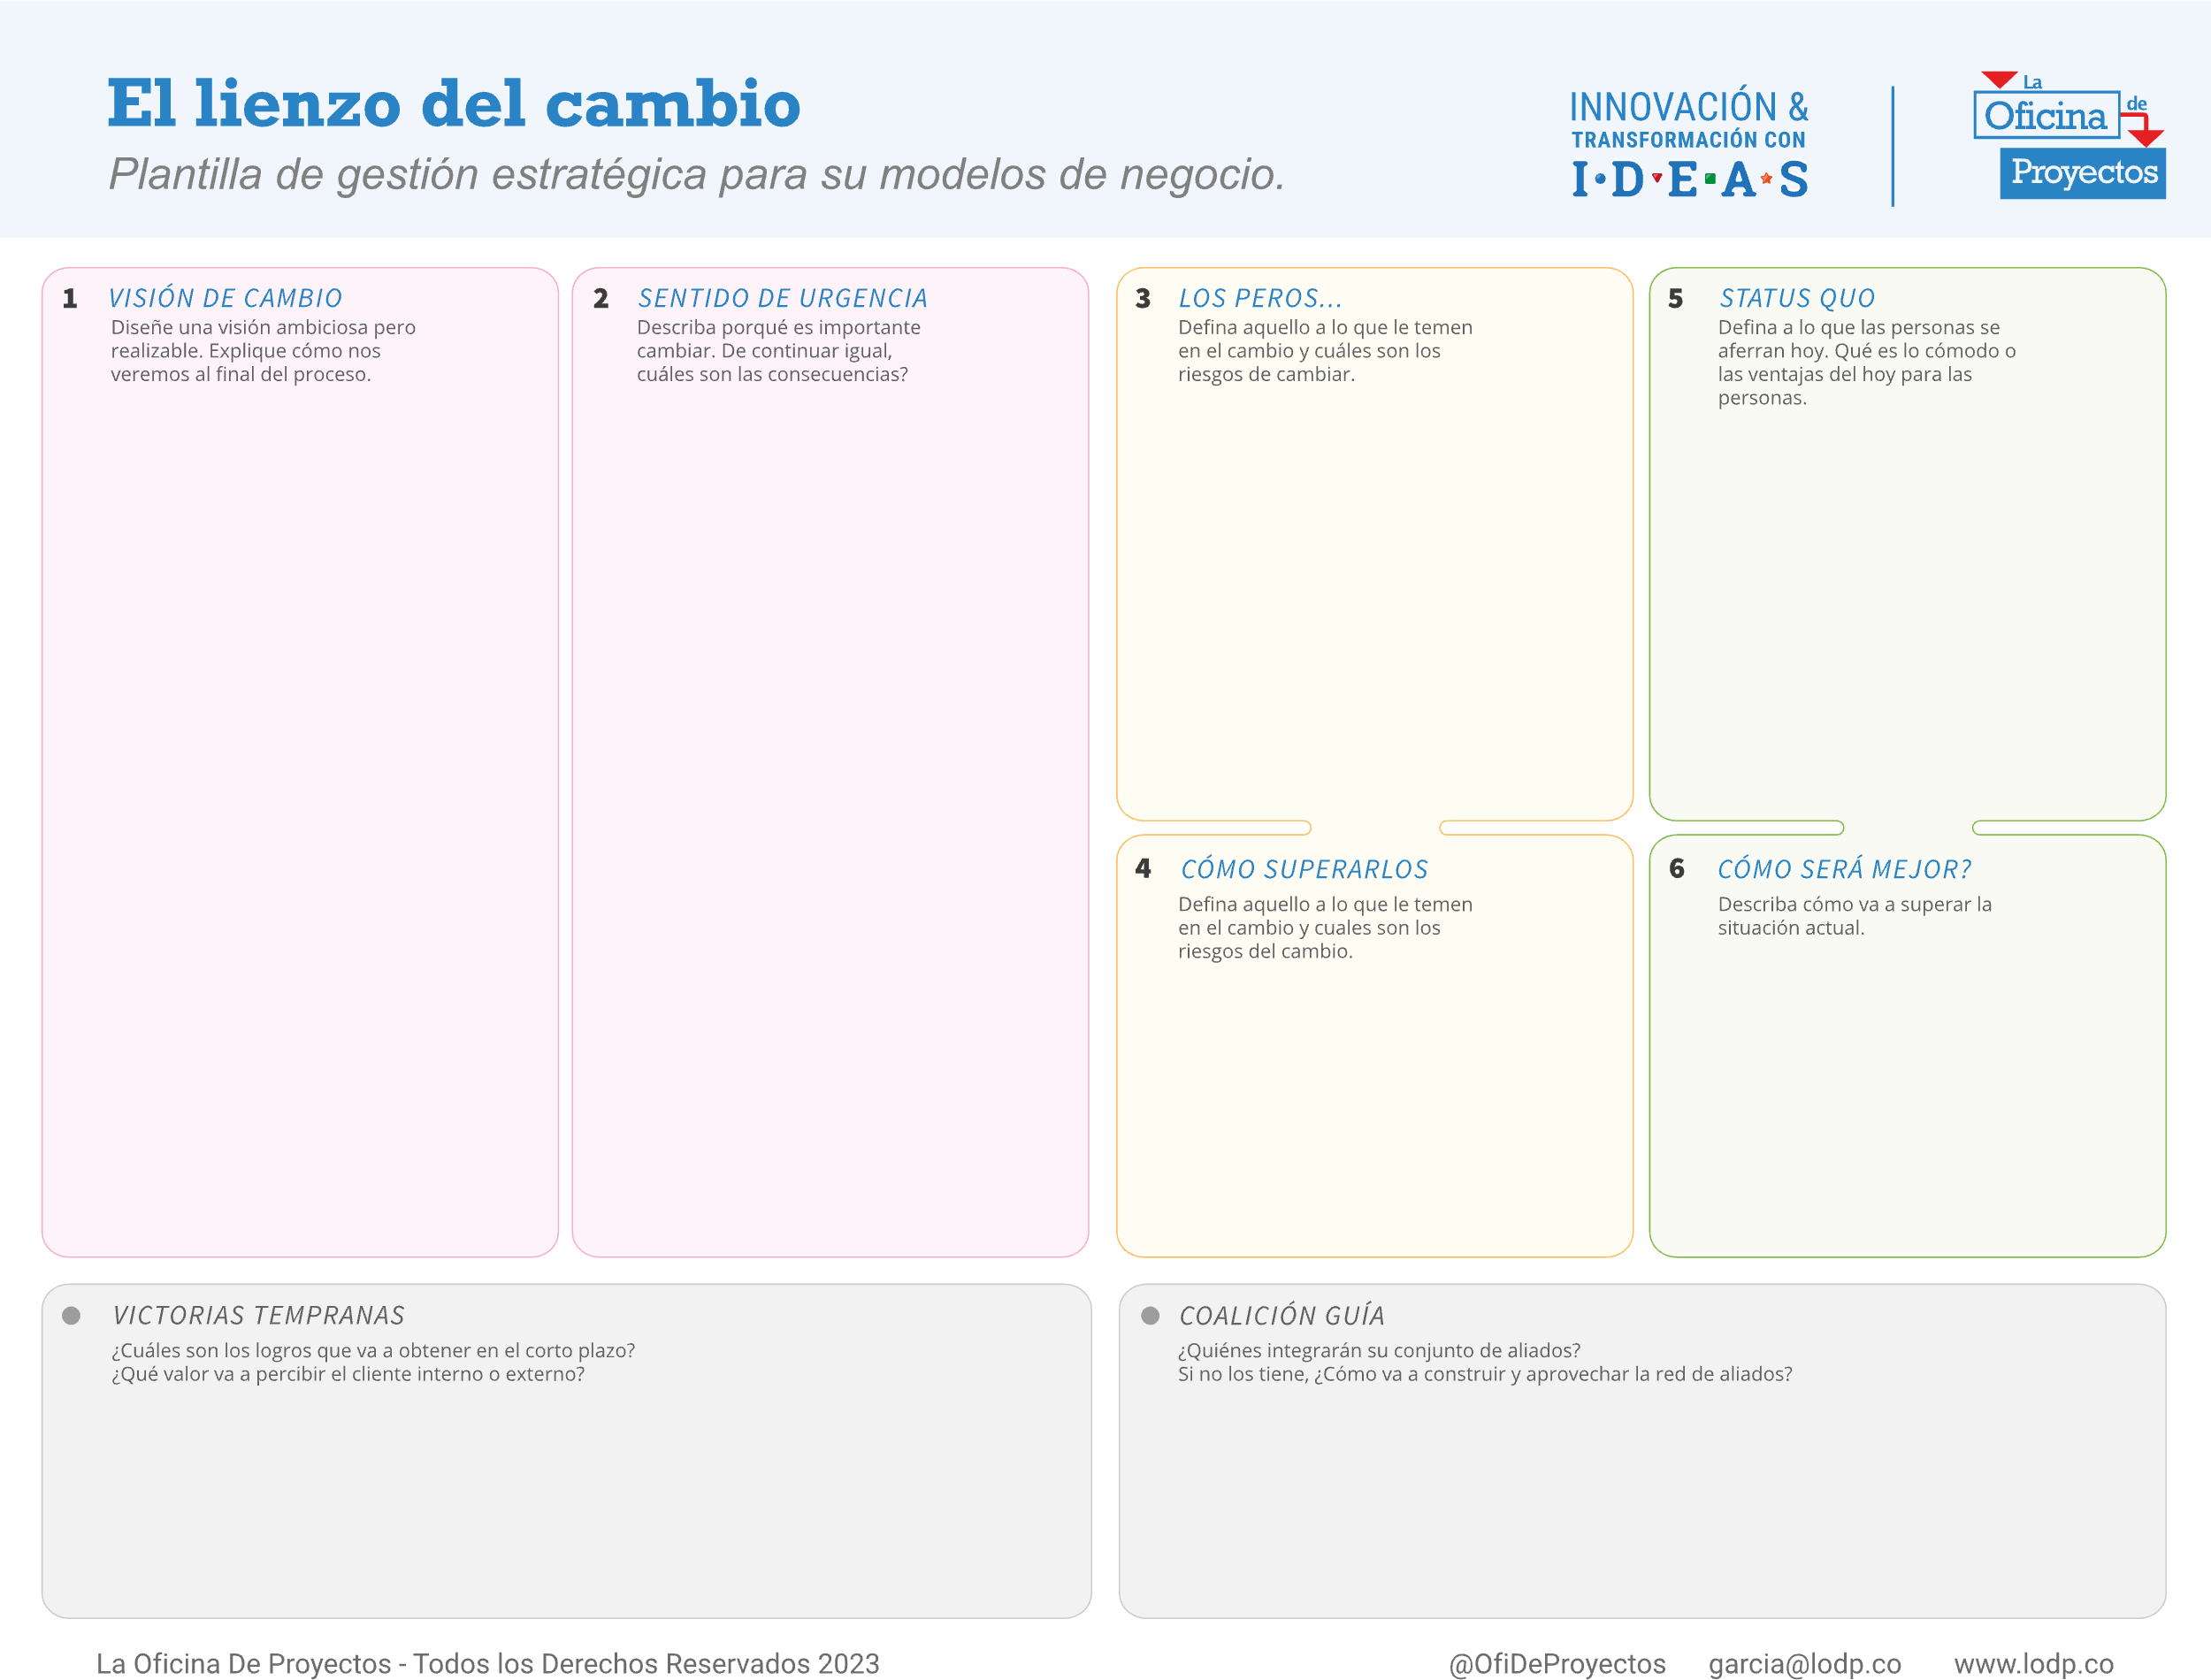 El lienzo del cambio
Plantilla de gestión estratégica para su modelos de negocio.
INNOVACIÓN &
TRANSFORMACIÓN CON
I·D▾E▪A★S
La
Oficina de
Proyectos
1 VISIÓN DE CAMBIO
Diseñe una visión ambiciosa pero
realizable. Explique cómo nos
veremos al final del proceso.
2 SENTIDO DE URGENCIA
Describa porqué es importante
cambiar. De continuar igual,
cuáles son las consecuencias?
3 LOS PEROS...
Defina aquello a lo que le temen
en el cambio y cuáles son los
riesgos de cambiar.
4 CÓMO SUPERARLOS
Defina aquello a lo que le temen
en el cambio y cuales son los
riesgos del cambio.
5 STATUS QUO
Defina a lo que las personas se
aferran hoy. Qué es lo cómodo o
las ventajas del hoy para las
personas.
6 CÓMO SERÁ MEJOR?
Describa cómo va a superar la
situación actual.
VICTORIAS TEMPRANAS
¿Cuáles son los logros que va a obtener en el corto plazo?
¿Qué valor va a percibir el cliente interno o externo?
COALICIÓN GUÍA
¿Quiénes integrarán su conjunto de aliados?
Si no los tiene, ¿Cómo va a construir y aprovechar la red de aliados?
La Oficina De Proyectos - Todos los Derechos Reservados 2023
@OfiDeProyectos garcia@lodp.co www.lodp.co